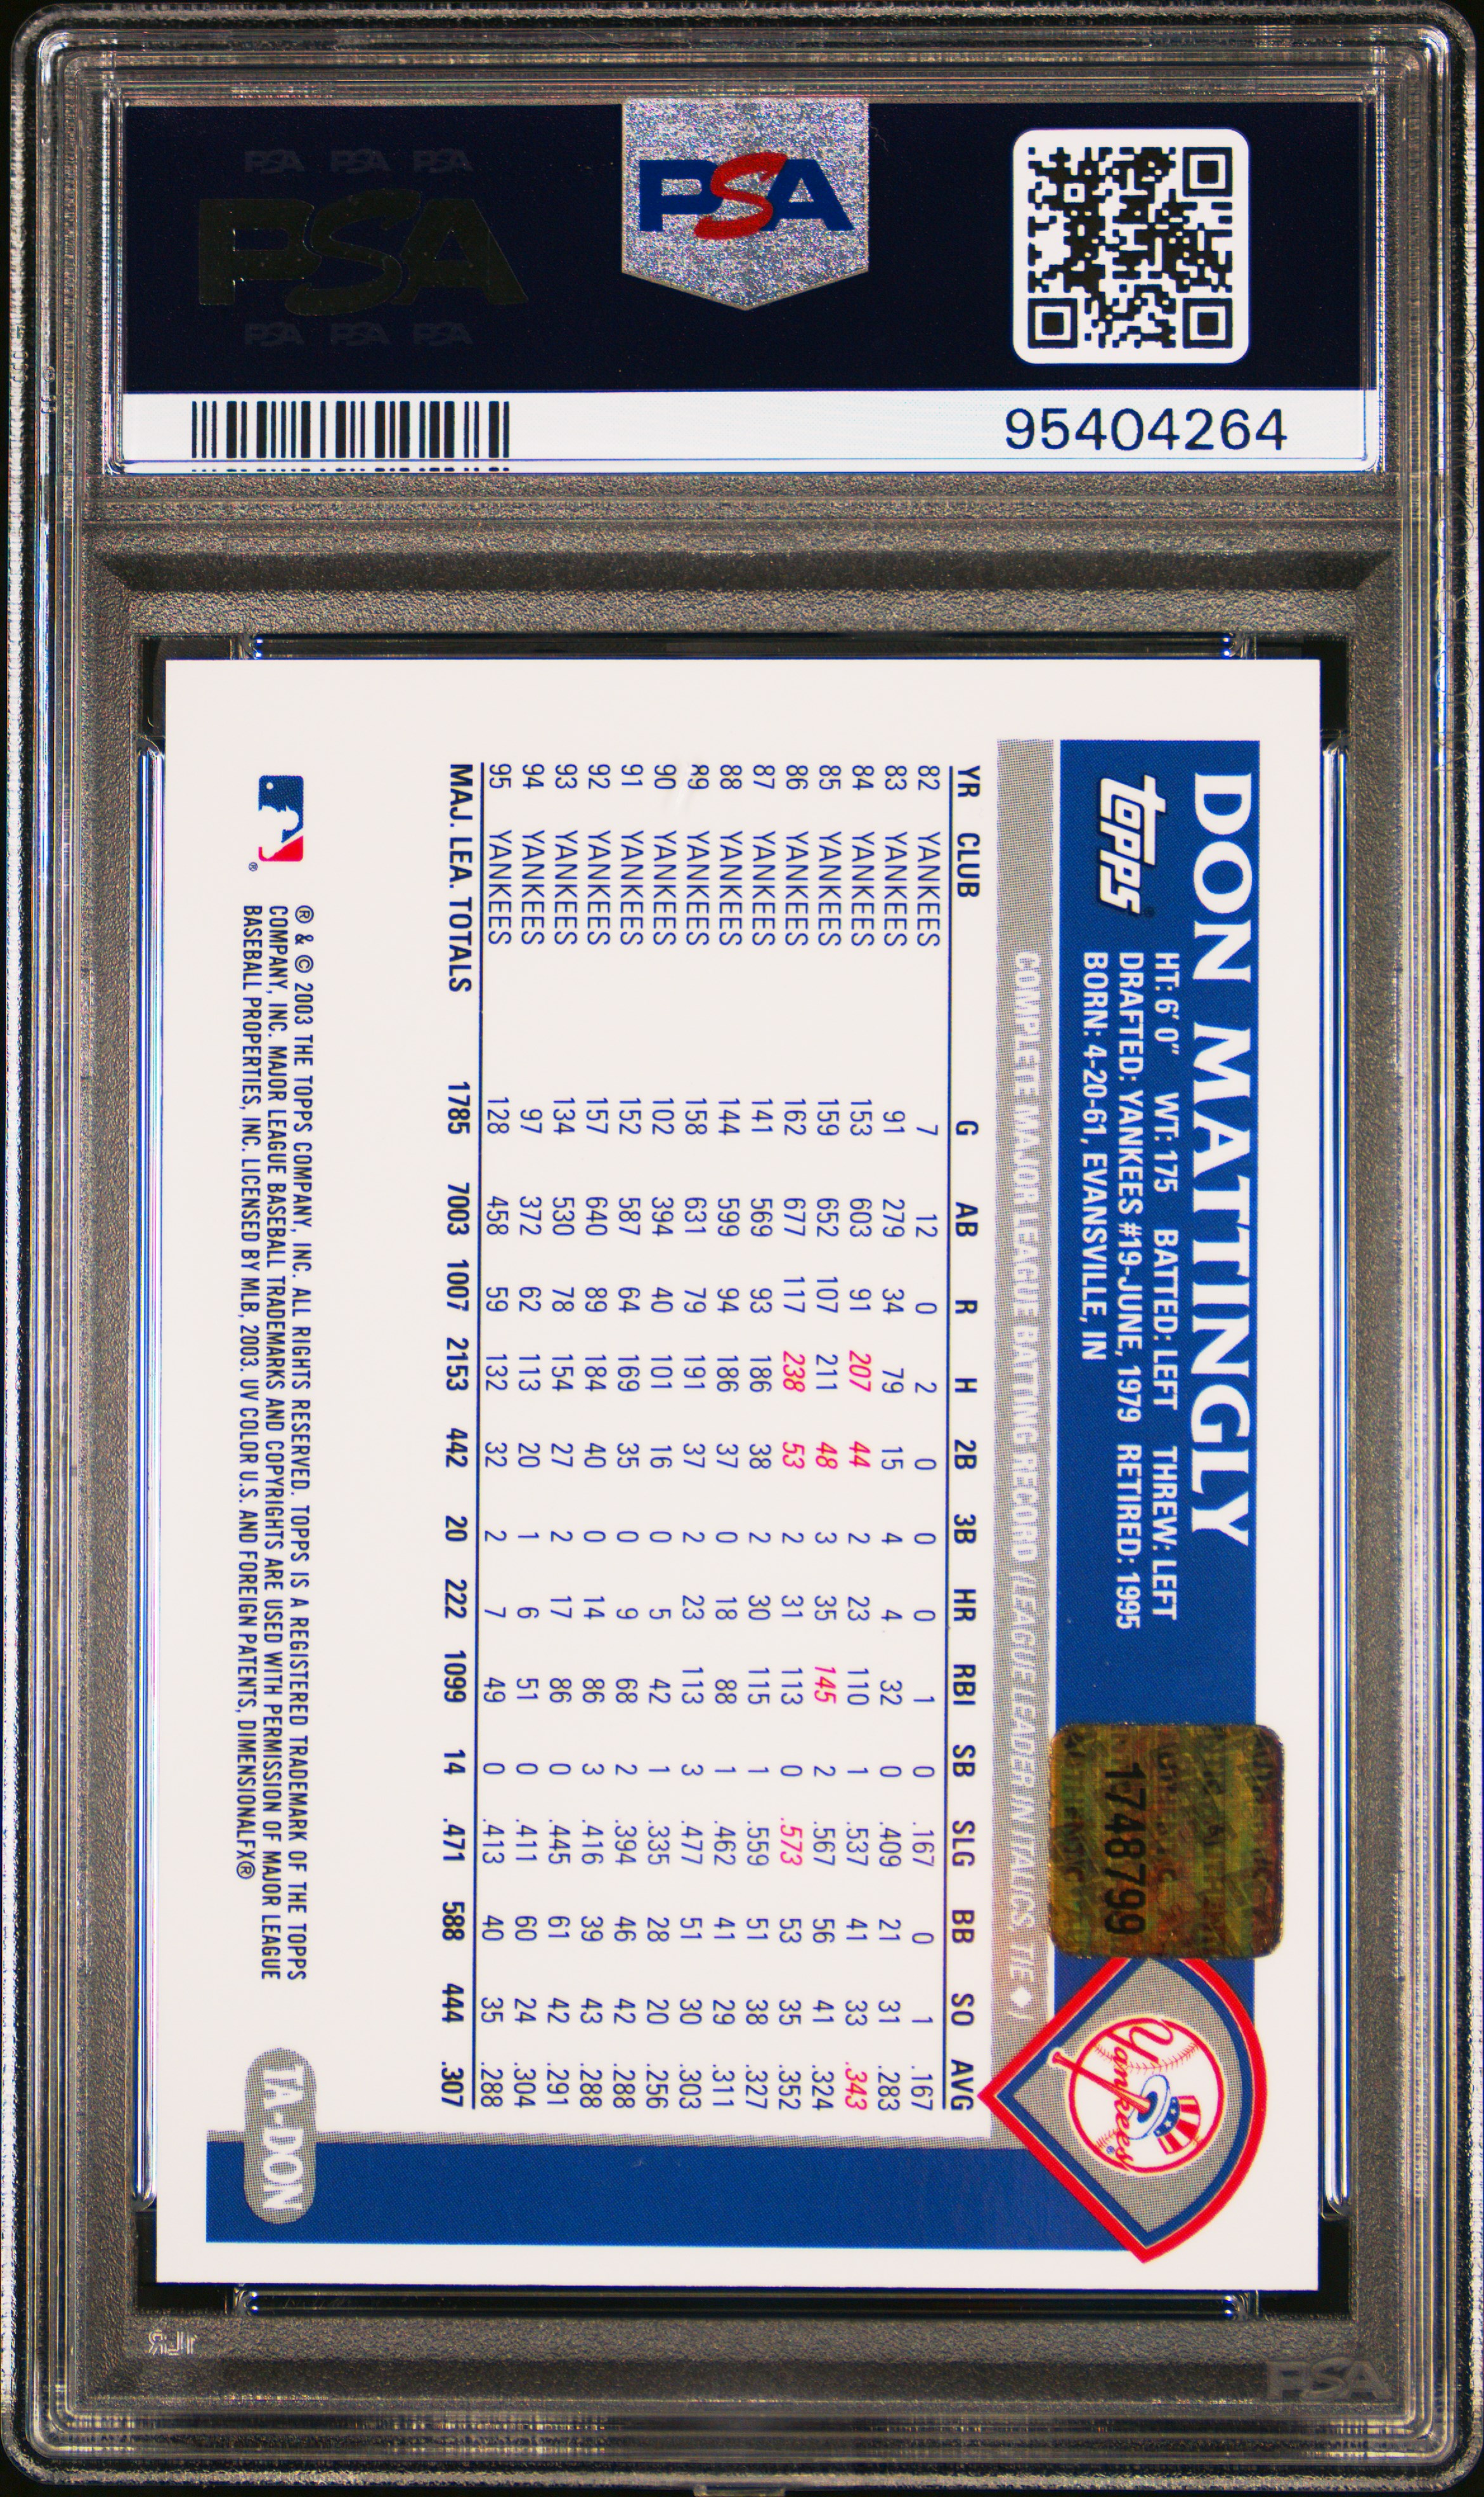 PSA PSA PSA
PSA
PSA PSA PSA
PSA
95404264
DON MATTINGLY
topps
HT: 6' 0" WT: 175 BATTED: LEFT THREW: LEFT
DRAFTED: YANKEES #19-JUNE, 1979 RETIRED: 1995
BORN: 4-20-61, EVANSVILLE, IN
1748799
Yankees
COMPLETE MAJOR LEAGUE BATTING RECORD (LEAGUE LEADER IN ITALICS, TIE ◆)
YR CLUB G AB R H 2B 3B HR RBI SB SLG BB SO AVG
82 YANKEES 7 12 0 2 0 0 0 1 0 .167 0 1 .167
83 YANKEES 91 279 34 79 15 4 4 32 0 .409 21 31 .283
84 YANKEES 153 603 91 207 44 2 23 110 1 .537 41 33 .343
85 YANKEES 159 652 107 211 48 3 35 145 2 .567 56 41 .324
86 YANKEES 162 677 117 238 53 2 31 113 0 .573 53 35 .352
87 YANKEES 141 569 93 186 38 2 30 115 1 .559 51 38 .327
88 YANKEES 144 599 94 186 37 0 18 88 1 .462 41 29 .311
89 YANKEES 158 631 79 191 37 2 23 113 3 .477 51 30 .303
90 YANKEES 102 394 40 101 16 0 5 42 1 .335 28 20 .256
91 YANKEES 152 587 64 169 35 0 9 68 2 .394 46 42 .288
92 YANKEES 157 640 89 184 40 0 14 86 3 .416 39 43 .288
93 YANKEES 134 530 78 154 27 2 17 86 0 .445 61 42 .291
94 YANKEES 97 372 62 113 20 1 6 51 0 .411 60 24 .304
95 YANKEES 128 458 59 132 32 2 7 49 0 .413 40 35 .288
MAJ. LEA. TOTALS 1785 7003 1007 2153 442 20 222 1099 14 .471 588 444 .307
® & © 2003 THE TOPPS COMPANY, INC. ALL RIGHTS RESERVED. TOPPS IS A REGISTERED TRADEMARK OF THE TOPPS
COMPANY, INC. MAJOR LEAGUE BASEBALL TRADEMARKS AND COPYRIGHTS ARE USED WITH PERMISSION OF MAJOR LEAGUE
BASEBALL PROPERTIES, INC. LICENSED BY MLB, 2003. UV COLOR U.S. AND FOREIGN PATENTS, DIMENSIONALFX®
TA-DON
PSA